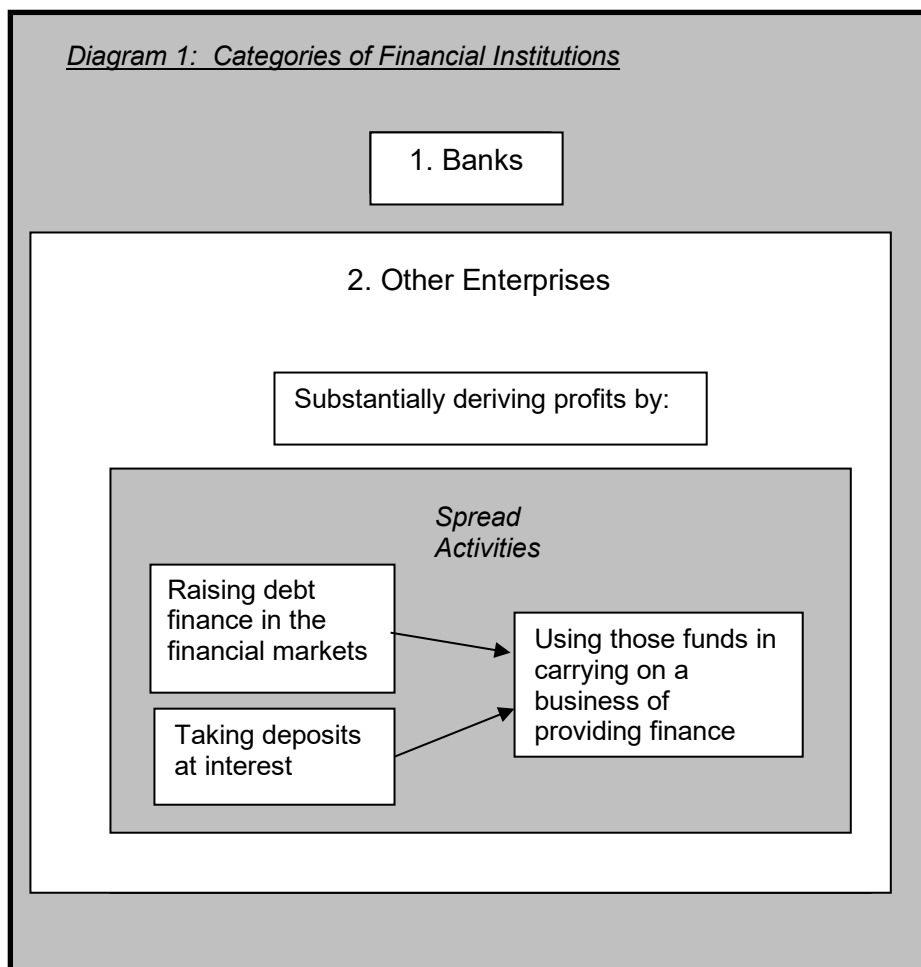 Diagram 1: Categories of Financial Institutions
1. Banks
2. Other Enterprises
Substantially deriving profits by:
Spread
Activities
Raising debt
finance in the
financial markets
Taking deposits
at interest
Using those funds in
carrying on a
business of
providing finance